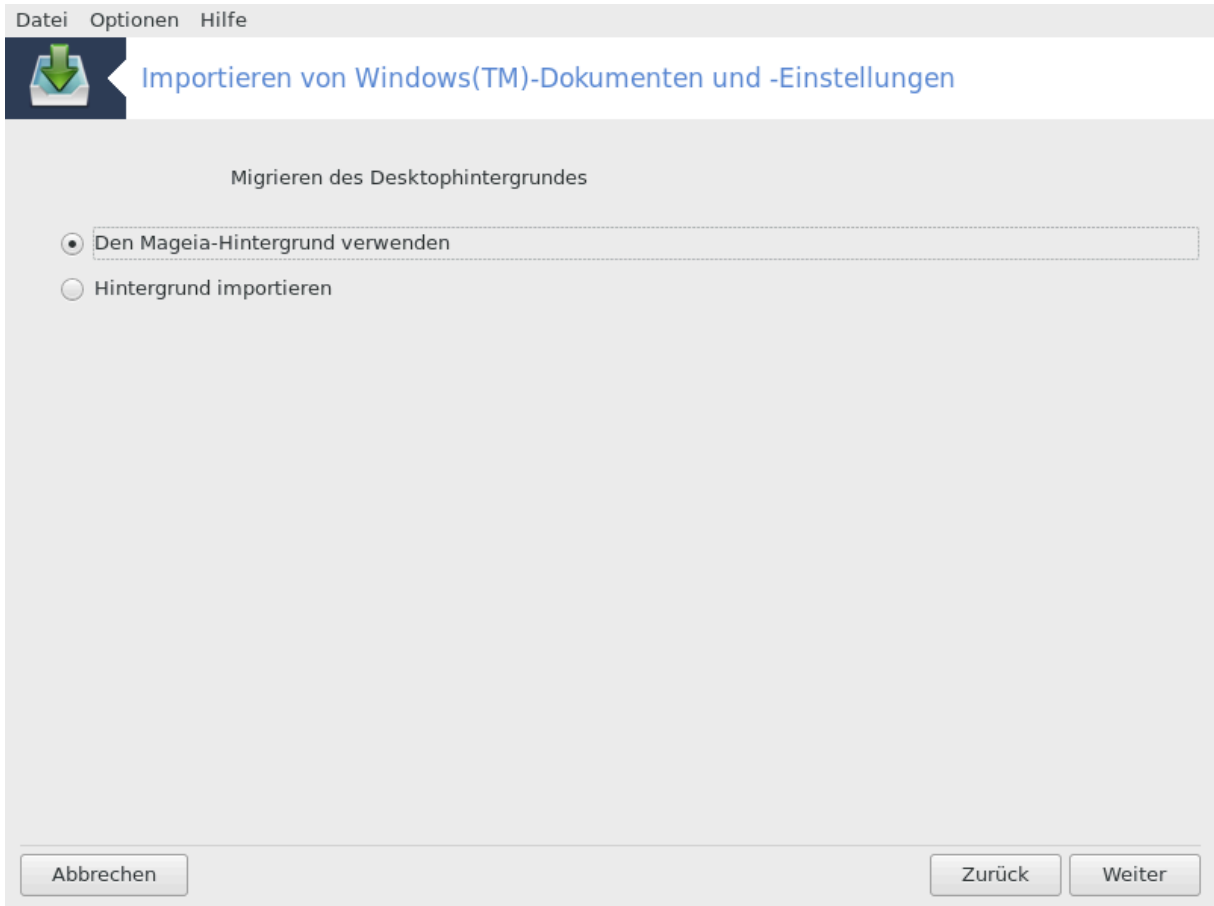 Datei Optionen Hilfe
Importieren von Windows(TM)-Dokumenten und -Einstellungen
Migrieren des Desktophintergrundes
Den Mageia-Hintergrund verwenden
Hintergrund importieren
Abbrechen Zurück Weiter